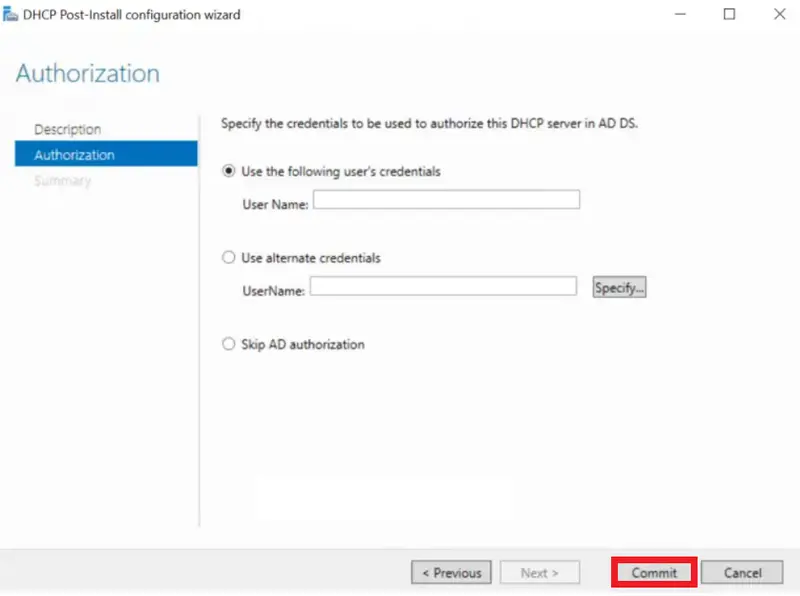 DHCP Post-Install configuration wizard
Authorization
Description
Authorization
Summary
Specify the credentials to be used to authorize this DHCP server in AD DS.
Use the following user's credentials
User Name:
Use alternate credentials
UserName:
Specify...
Skip AD authorization
< Previous
Next >
Commit
Cancel